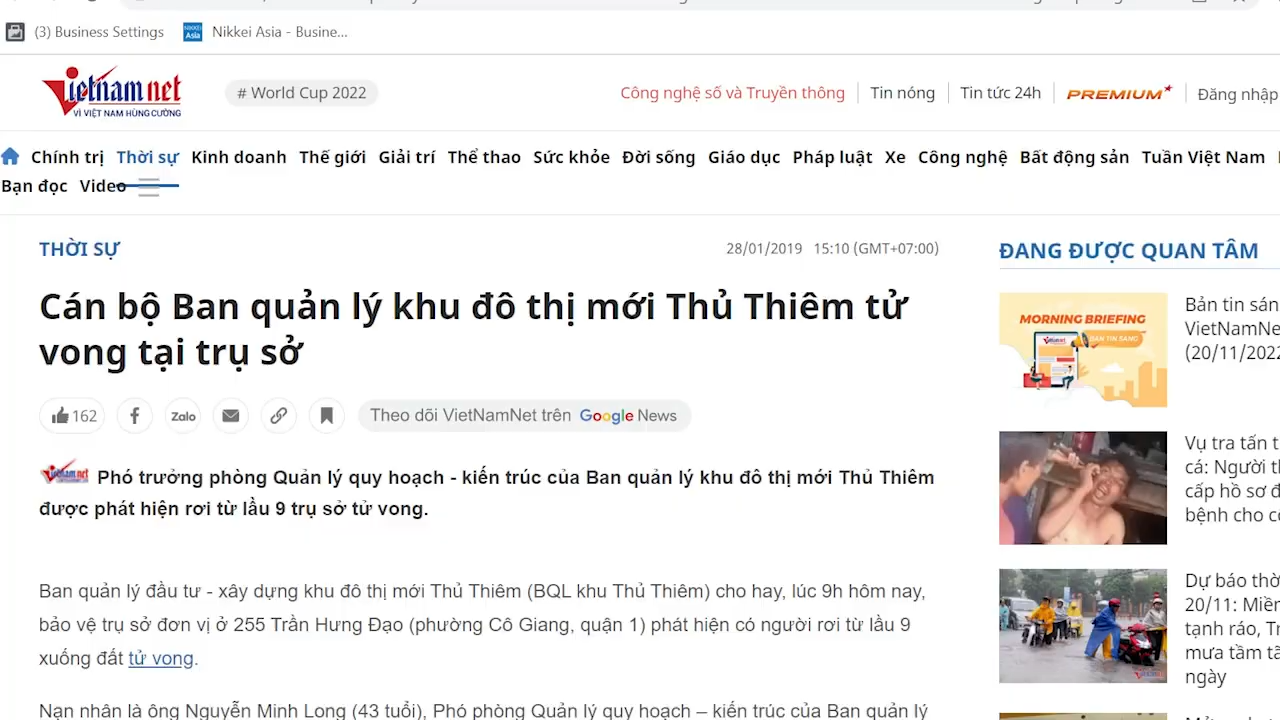 (3) Business Settings
Nikkei Asia - Busine...
Vietnam net
VÌ VIỆT NAM HÙNG CƯỜNG
# World Cup 2022
Công nghệ số và Truyền thông
Tin nóng
Tin tức 24h
PREMIUM
Đăng nhập
Chính trị Thời sự Kinh doanh Thế giới Giải trí Thể thao Sức khỏe Đời sống Giáo dục Pháp luật Xe Công nghệ Bất động sản Tuần Việt Nam
Bạn đọc Video
THỜI SỰ
28/01/2019 15:10 (GMT+07:00)
Cán bộ Ban quản lý khu đô thị mới Thủ Thiêm tử
vong tại trụ sở
162
Zalo
Theo dõi VietNamNet trên Google News
Vietnam net Phó trưởng phòng Quản lý quy hoạch - kiến trúc của Ban quản lý khu đô thị mới Thủ Thiêm
được phát hiện rơi từ lầu 9 trụ sở tử vong.
Ban quản lý đầu tư - xây dựng khu đô thị mới Thủ Thiêm (BQL khu Thủ Thiêm) cho hay, lúc 9h hôm nay,
bảo vệ trụ sở đơn vị ở 255 Trần Hưng Đạo (phường Cô Giang, quận 1) phát hiện có người rơi từ lầu 9
xuống đất tử vong.
Nạn nhân là ông Nguyễn Minh Long (43 tuổi), Phó phòng Quản lý quy hoạch – kiến trúc của Ban quản lý
ĐANG ĐƯỢC QUAN TÂM
MORNING BRIEFING
BẢN TIN SÁNG
Bản tin sán
VietNamNe
(20/11/2022
Vụ tra tấn t
cá: Người th
cấp hồ sơ đ
bệnh cho c
Dự báo thờ
20/11: Miền
tạnh ráo, Tr
mưa tầm tã
ngày